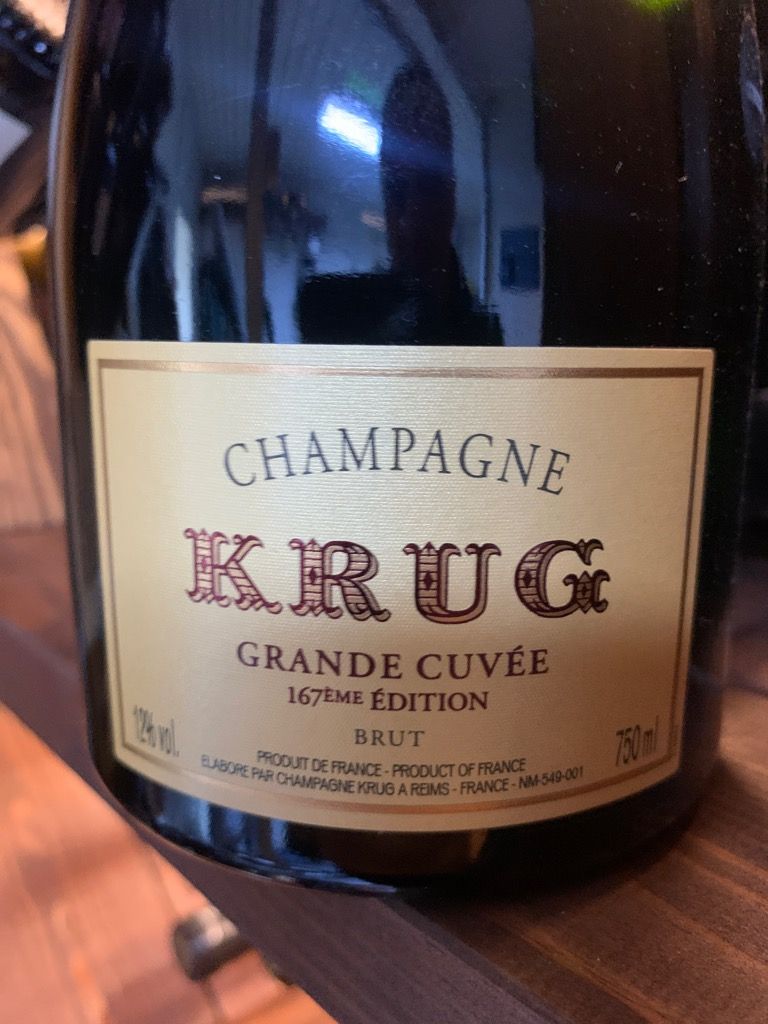 CHAMPAGNE
KRUG
GRANDE CUVÉE
167ÈME ÉDITION
BRUT
12% vol.
750 ml
PRODUIT DE FRANCE - PRODUCT OF FRANCE
ELABORE PAR CHAMPAGNE KRUG A REIMS - FRANCE - NM-549-001